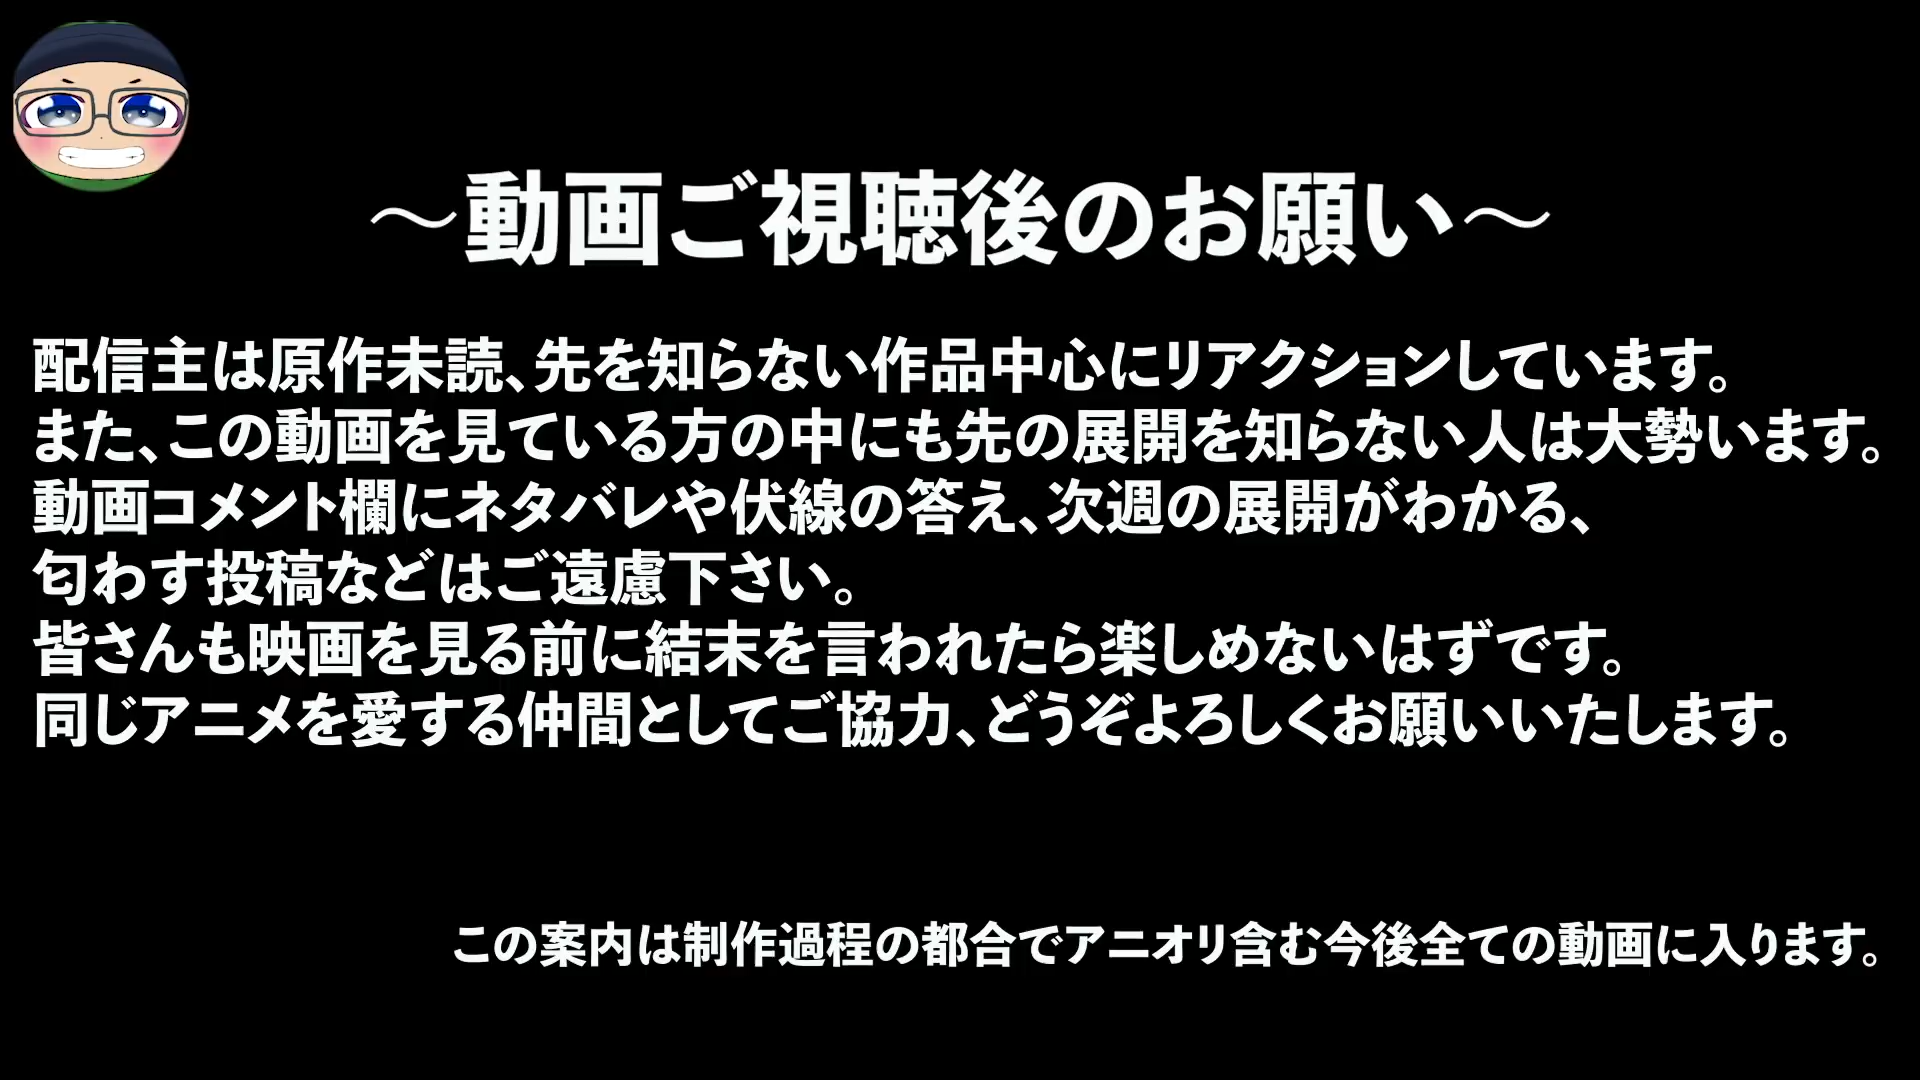 ～動画ご視聴後のお願い～
配信主は原作未読、先を知らない作品中心にリアクションしています。
また、この動画を見ている方の中にも先の展開を知らない人は大勢います。
動画コメント欄にネタバレや伏線の答え、次週の展開がわかる、
匂わす投稿などはご遠慮下さい。
皆さんも映画を見る前に結末を言われたら楽しめないはずです。
同じアニメを愛する仲間としてご協力、どうぞよろしくお願いいたします。
この案内は制作過程の都合でアニオリ含む今後全ての動画に入ります。